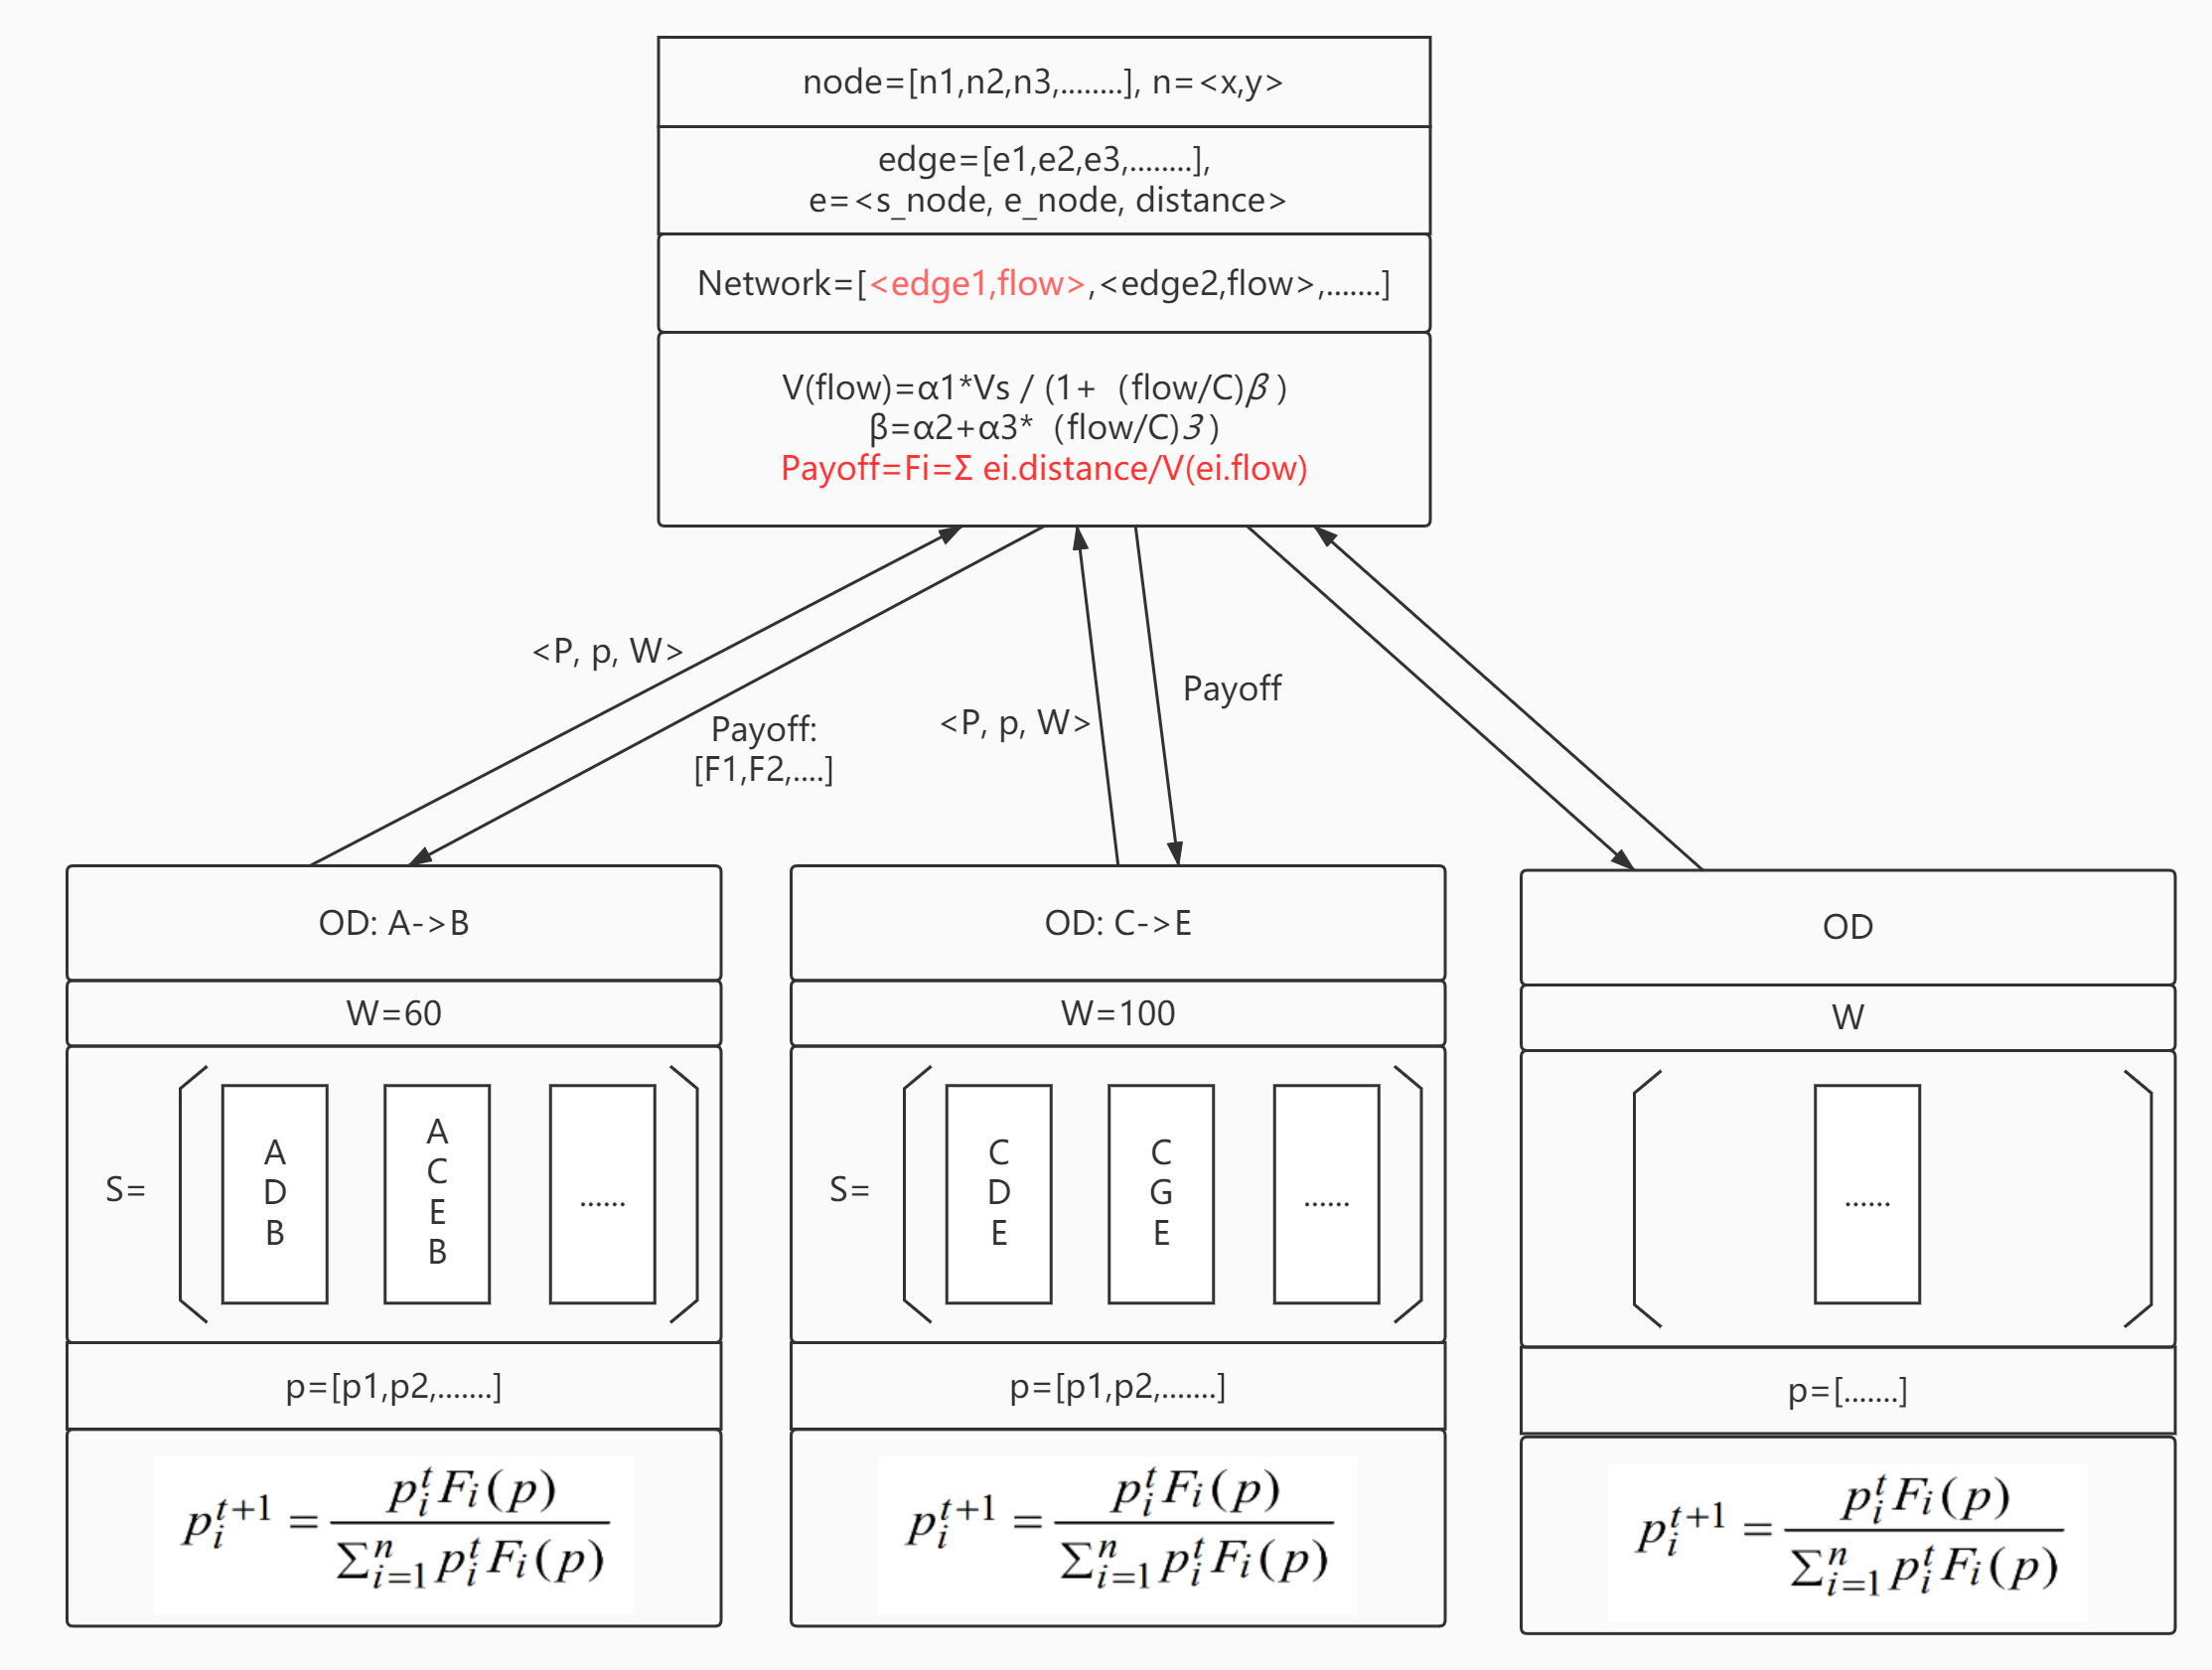 node=[n1,n2,n3,........], n=<x,y>
edge=[e1,e2,e3,........],
e=<s_node, e_node, distance>
Network=[<edge1,flow>,<edge2,flow>,.......]
V(flow)=α1*Vs / (1+（flow/C)β )
β=α2+α3*（flow/C)3 )
Payoff=Fi=Σ ei.distance/V(ei.flow)
<P, p, W>
Payoff:
[F1,F2,....]
<P, p, W>
Payoff
OD: A->B
W=60
S=
A
D
B
A
C
E
B
......
p=[p1,p2,.......]
p_i^{t+1} = \frac{p_i^t F_i(p)}{\sum_{i=1}^n p_i^t F_i(p)}
OD: C->E
W=100
S=
C
D
E
C
G
E
......
p=[p1,p2,.......]
p_i^{t+1} = \frac{p_i^t F_i(p)}{\sum_{i=1}^n p_i^t F_i(p)}
OD
W
......
p=[.......]
p_i^{t+1} = \frac{p_i^t F_i(p)}{\sum_{i=1}^n p_i^t F_i(p)}